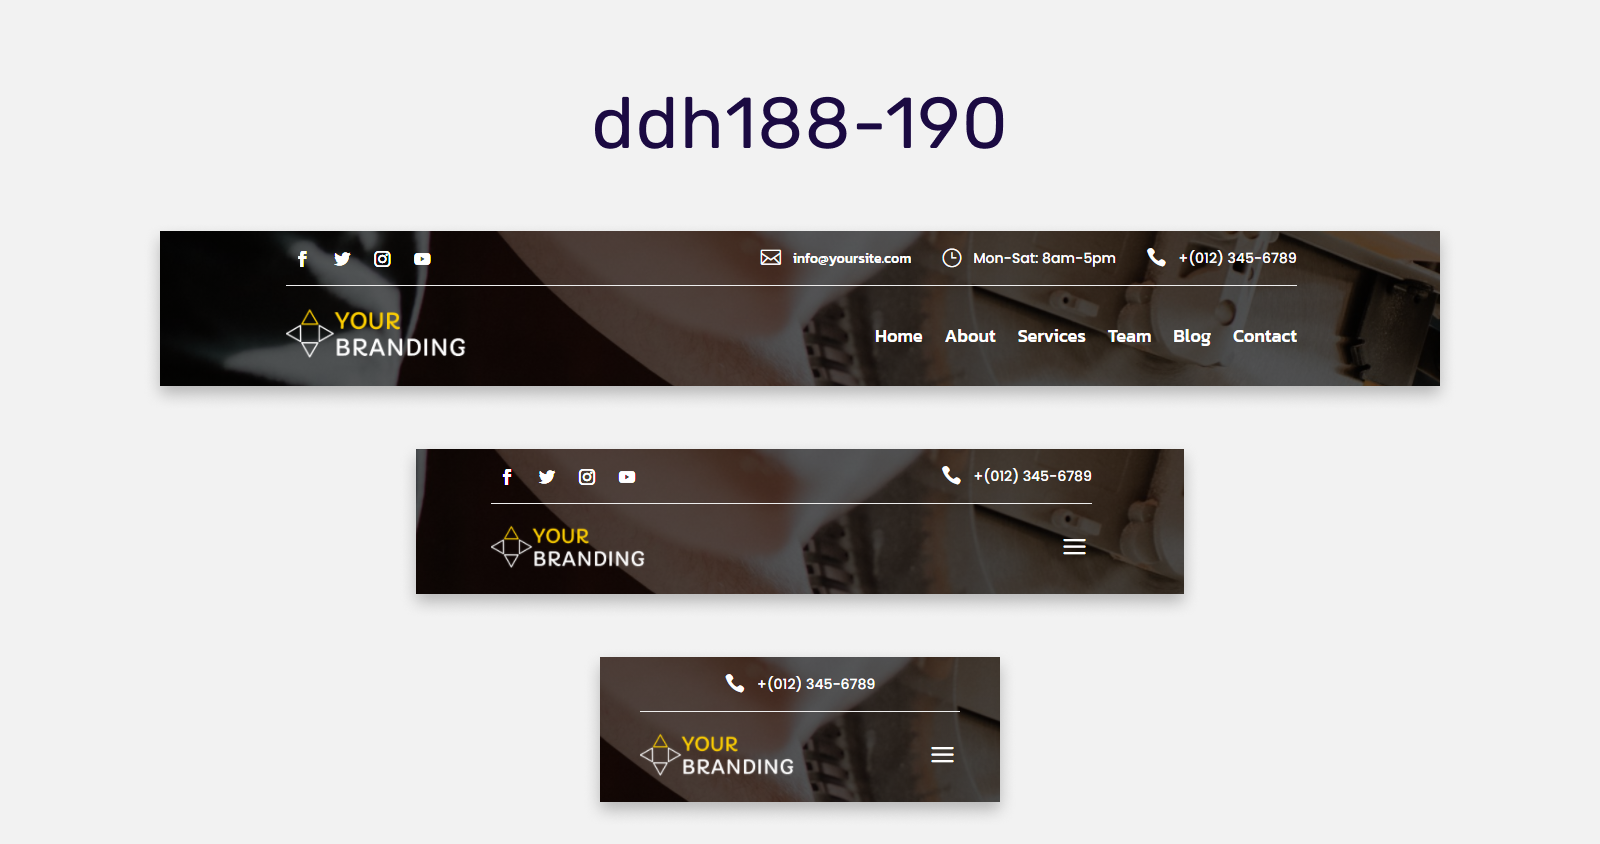 ddh188-190
info@yoursite.com Mon-Sat: 8am-5pm +(012) 345-6789
YOUR
BRANDING
Home About Services Team Blog Contact
+(012) 345-6789
YOUR
BRANDING
+(012) 345-6789
YOUR
BRANDING